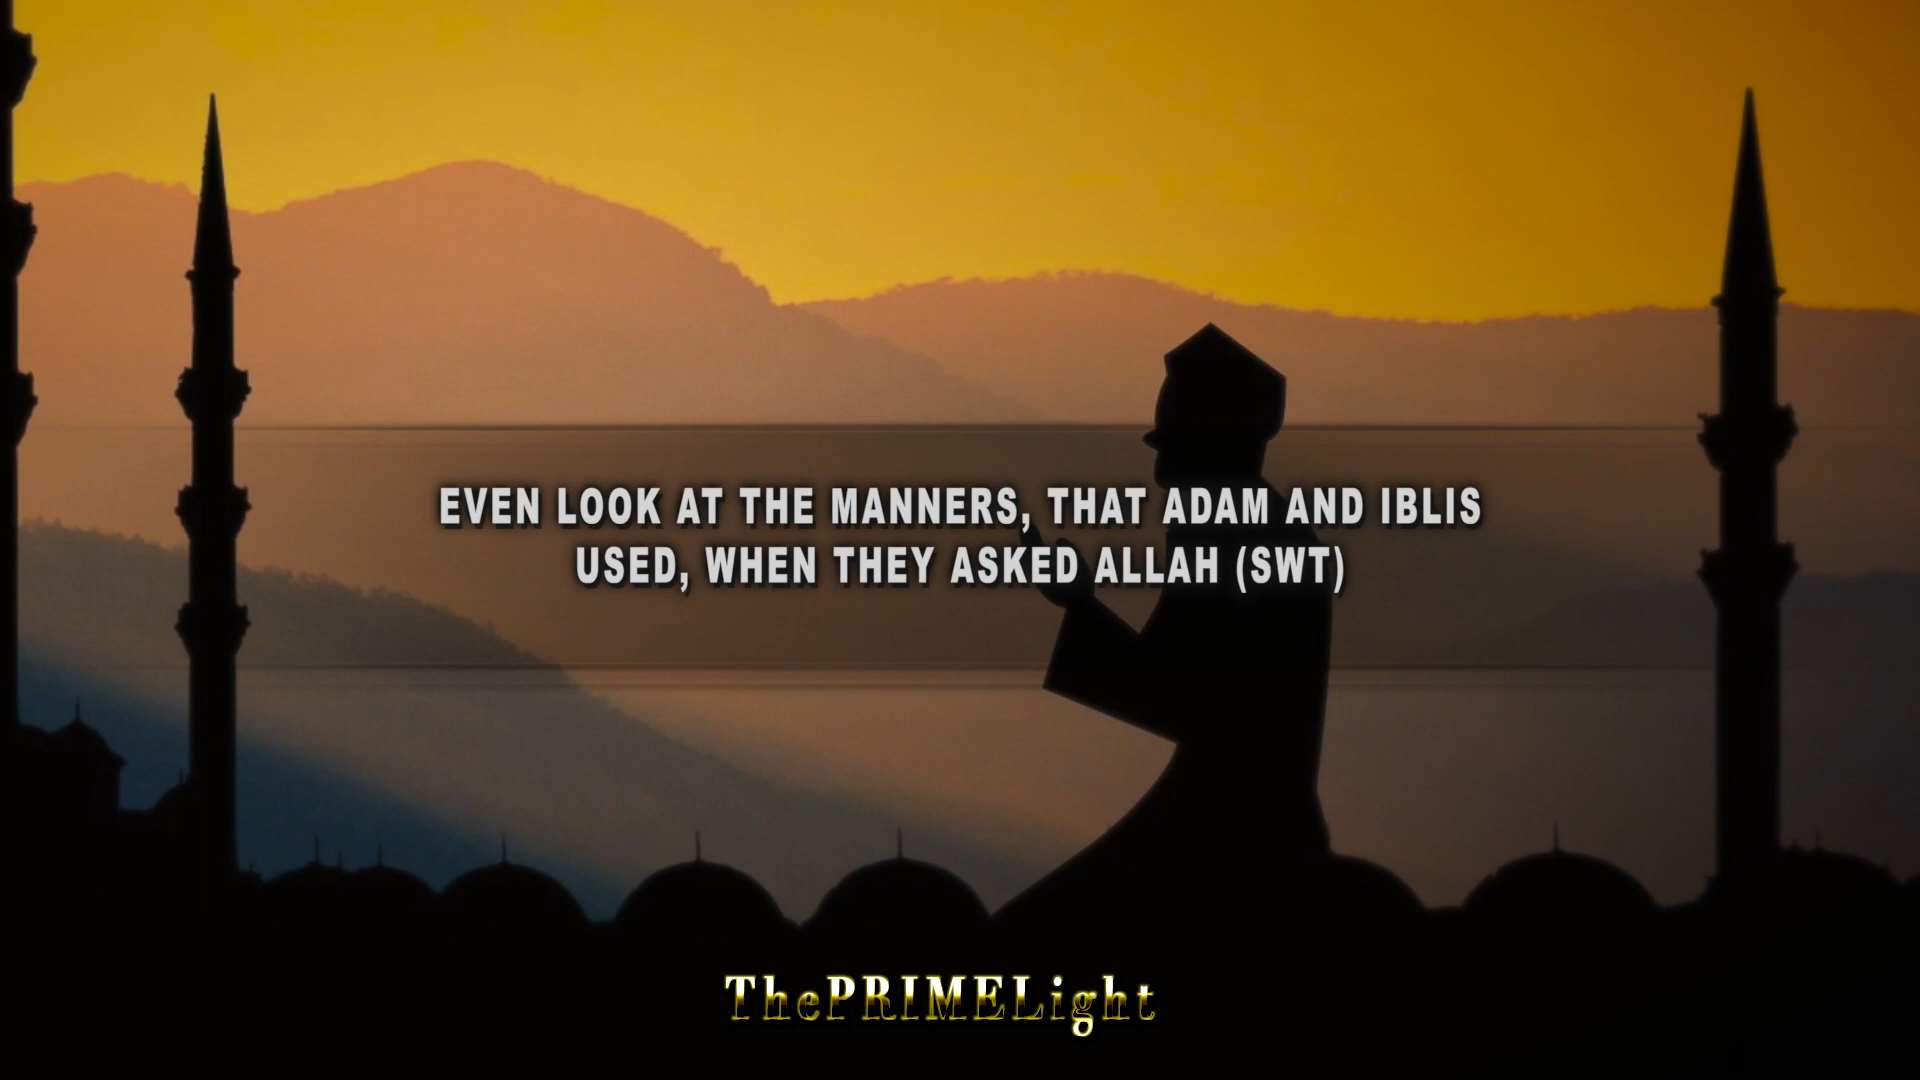 EVEN LOOK AT THE MANNERS, THAT ADAM AND IBLIS
USED, WHEN THEY ASKED ALLAH (SWT)
ThePRIMELight